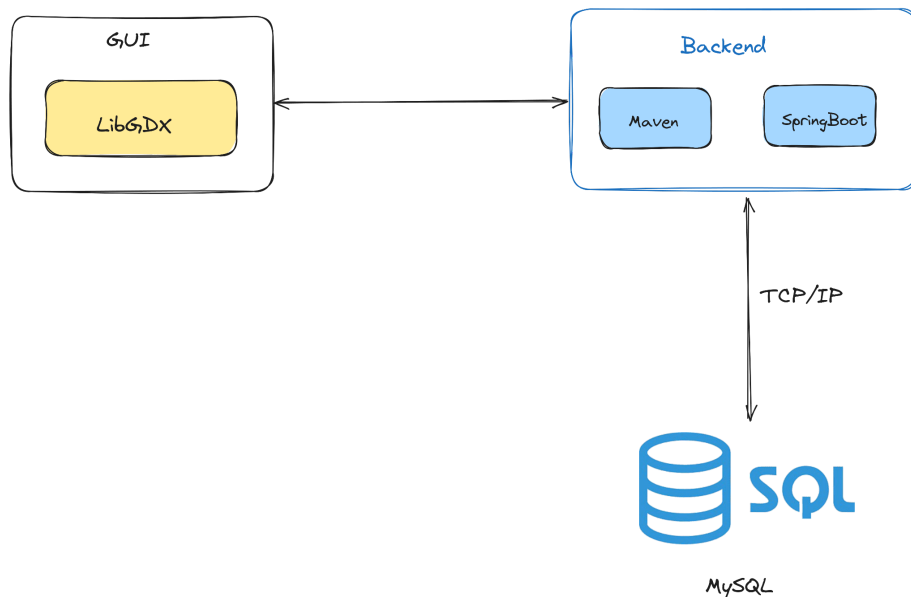 GUI
LibGDX
Backend
Maven
SpringBoot
TCP/IP
SQL
MySQL